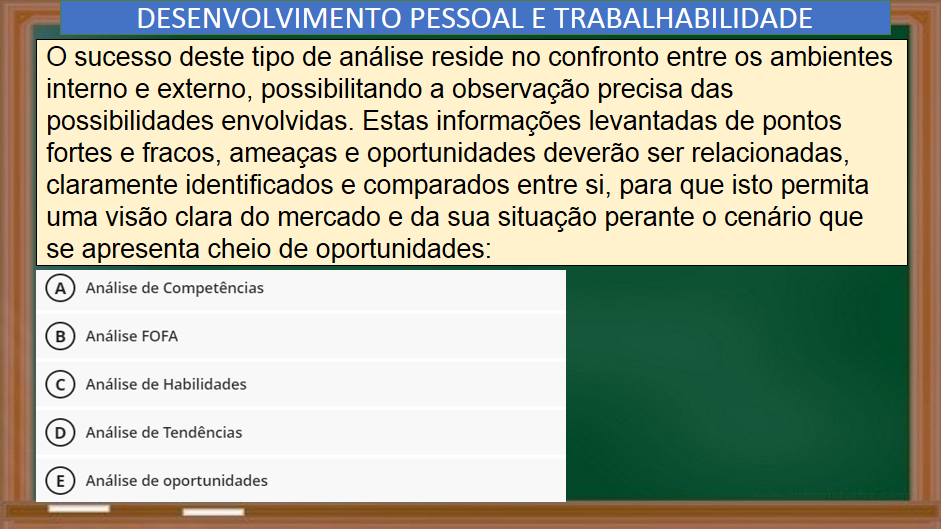 DESENVOLVIMENTO PESSOAL E TRABALHABILIDADE
O sucesso deste tipo de análise reside no confronto entre os ambientes
interno e externo, possibilitando a observação precisa das
possibilidades envolvidas. Estas informações levantadas de pontos
fortes e fracos, ameaças e oportunidades deverão ser relacionadas,
claramente identificados e comparados entre si, para que isto permita
uma visão clara do mercado e da sua situação perante o cenário que
se apresenta cheio de oportunidades:
A Análise de Competências
B Análise FOFA
C Análise de Habilidades
D Análise de Tendências
E Análise de oportunidades